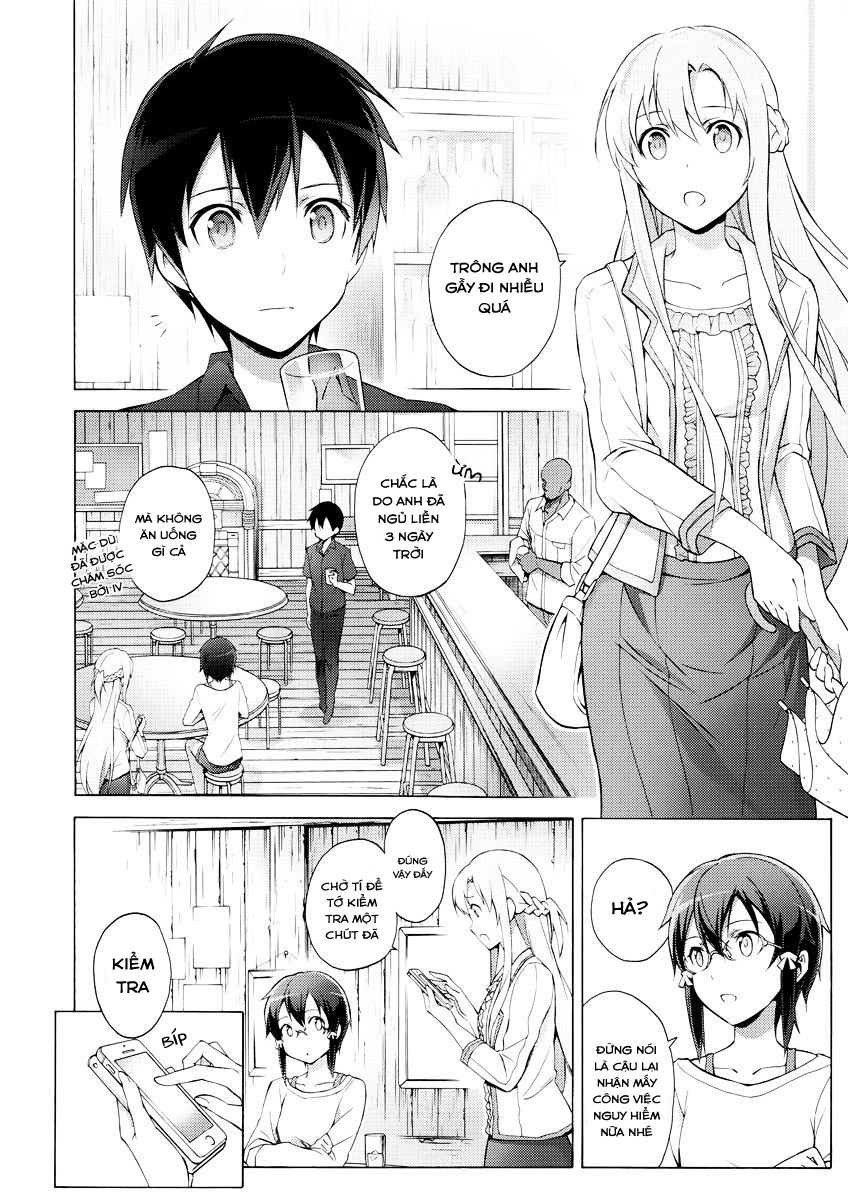 TRÔNG ANH
GẦY ĐI NHIỀU
QUÁ
ỪM
CHẮC LÀ
DO ANH ĐÃ
NGỦ LIỀN
3 NGÀY
TRỜI
MÀ KHÔNG
ĂN UỐNG
GÌ CẢ
MẶC DÙ
ĐÃ ĐƯỢC
CHĂM SÓC
BỞI IV
HẢ?
ĐỪNG NÓI
LÀ CẬU LẠI
NHẬN MẤY
CÔNG VIỆC
NGUY HIỂM
NỮA NHÉ
ĐÚNG
VẬY ĐẤY
CHỜ TÍ ĐỂ
TỚ KIỂM
TRA MỘT
CHÚT ĐÃ
KIỂM
TRA
BÍP